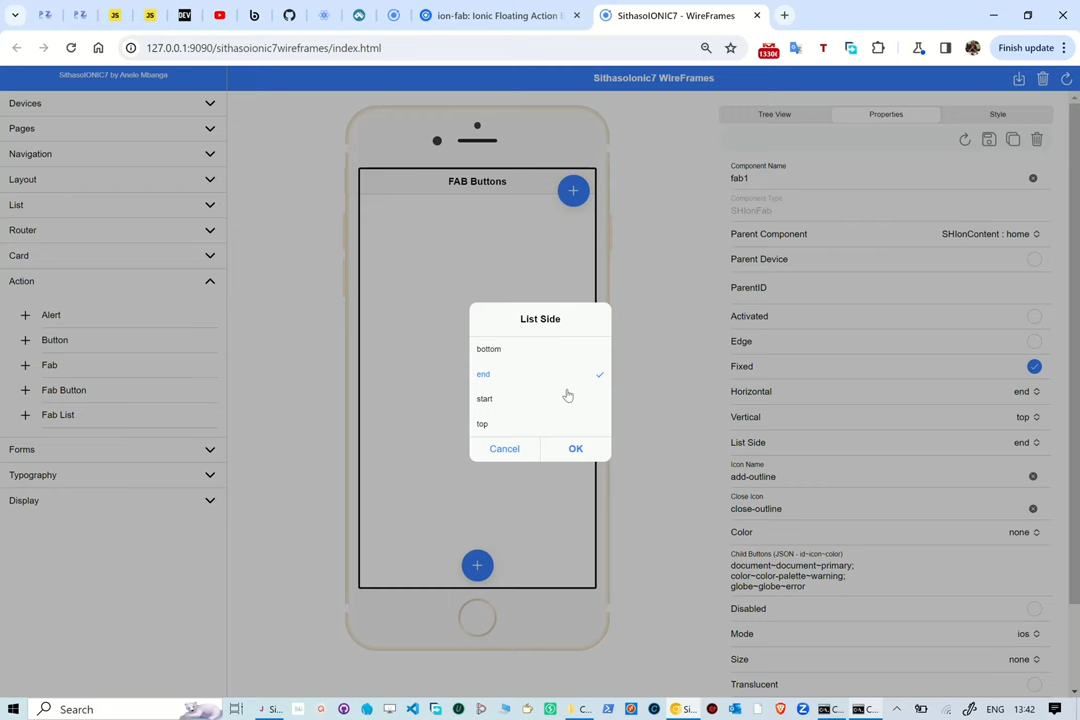 ion-fab: Ionic Floating Action B
SithasoIONIC7 - WireFrames
127.0.0.1:9090/sithasoionic7wireframes/index.html
Finish update
SithasoIONIC7 by Anele Mbanga
SithasoIonic7 WireFrames
Devices
Pages
Navigation
Layout
List
Router
Card
Action
Alert
Button
Fab
Fab Button
Fab List
Forms
Typography
Display
FAB Buttons
List Side
bottom
end
start
top
Cancel
OK
Tree View
Properties
Style
Component Name
fab1
Component Type
SHIonFab
Parent Component
SHIonContent : home
Parent Device
ParentID
Activated
Edge
Fixed
Horizontal
end
Vertical
top
List Side
end
Icon Name
add-outline
Close Icon
close-outline
Color
none
Child Buttons (JSON - id~icon~color)
document~document~primary;
color~color-palette~warning;
globe~globe~error
Disabled
Mode
ios
Size
none
Translucent
Search
Si...
C...
Si...
C...
C...
ENG
13:42